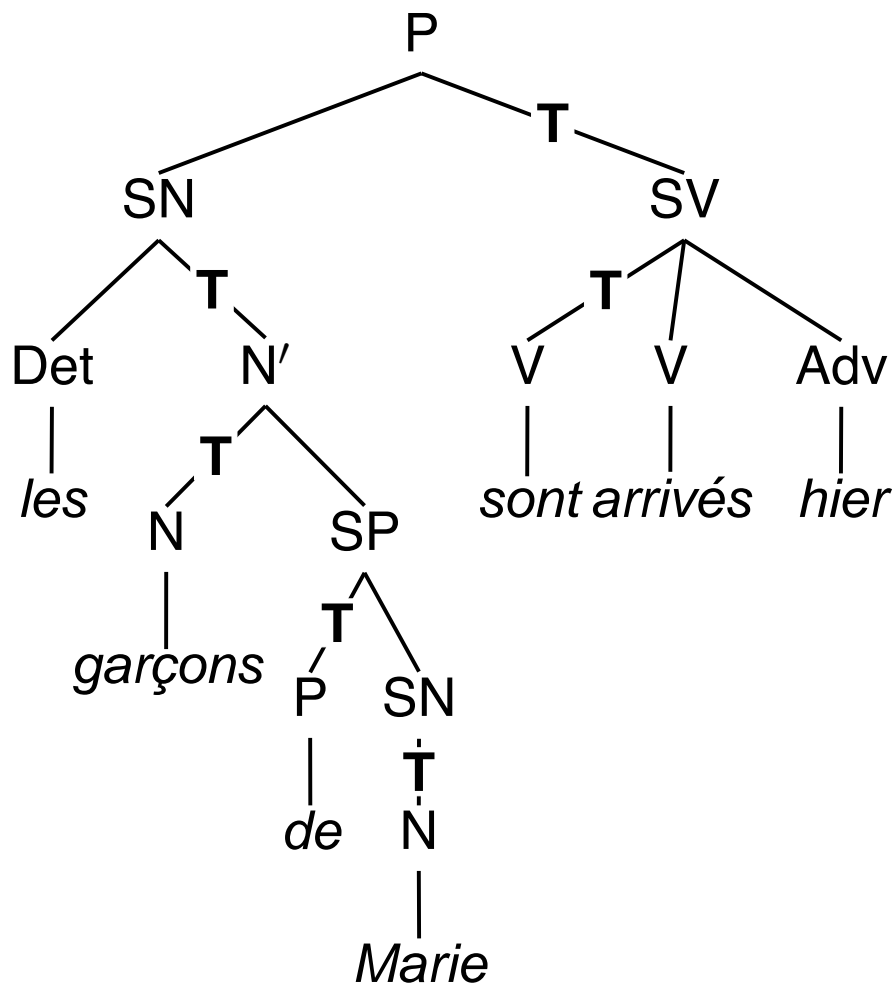 P
T
SN SV
T T
Det N′ V V Adv
T
les sont arrivés hier
N SP
T
garçons
P SN
T
de N
Marie